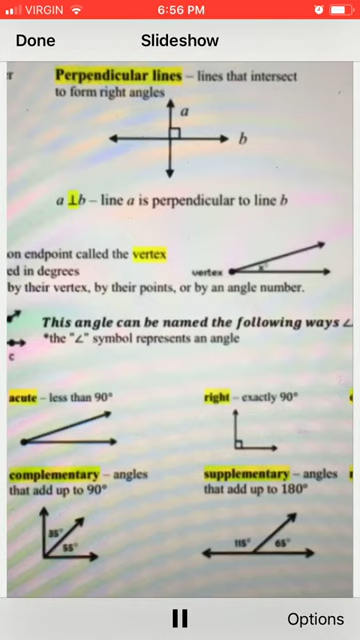 VIRGIN 6:56 PM
Done Slideshow
r Perpendicular lines – lines that intersect
to form right angles
a
b
a ⊥ b – line a is perpendicular to line b
on endpoint called the vertex
ed in degrees
vertex
x°
by their vertex, by their points, or by an angle number.
This angle can be named the following ways ∠
*the "∠" symbol represents an angle
c
acute – less than 90°
right – exactly 90°
complementary – angles
that add up to 90°
supplementary – angles
that add up to 180°
35°
55°
115° 65°
Options